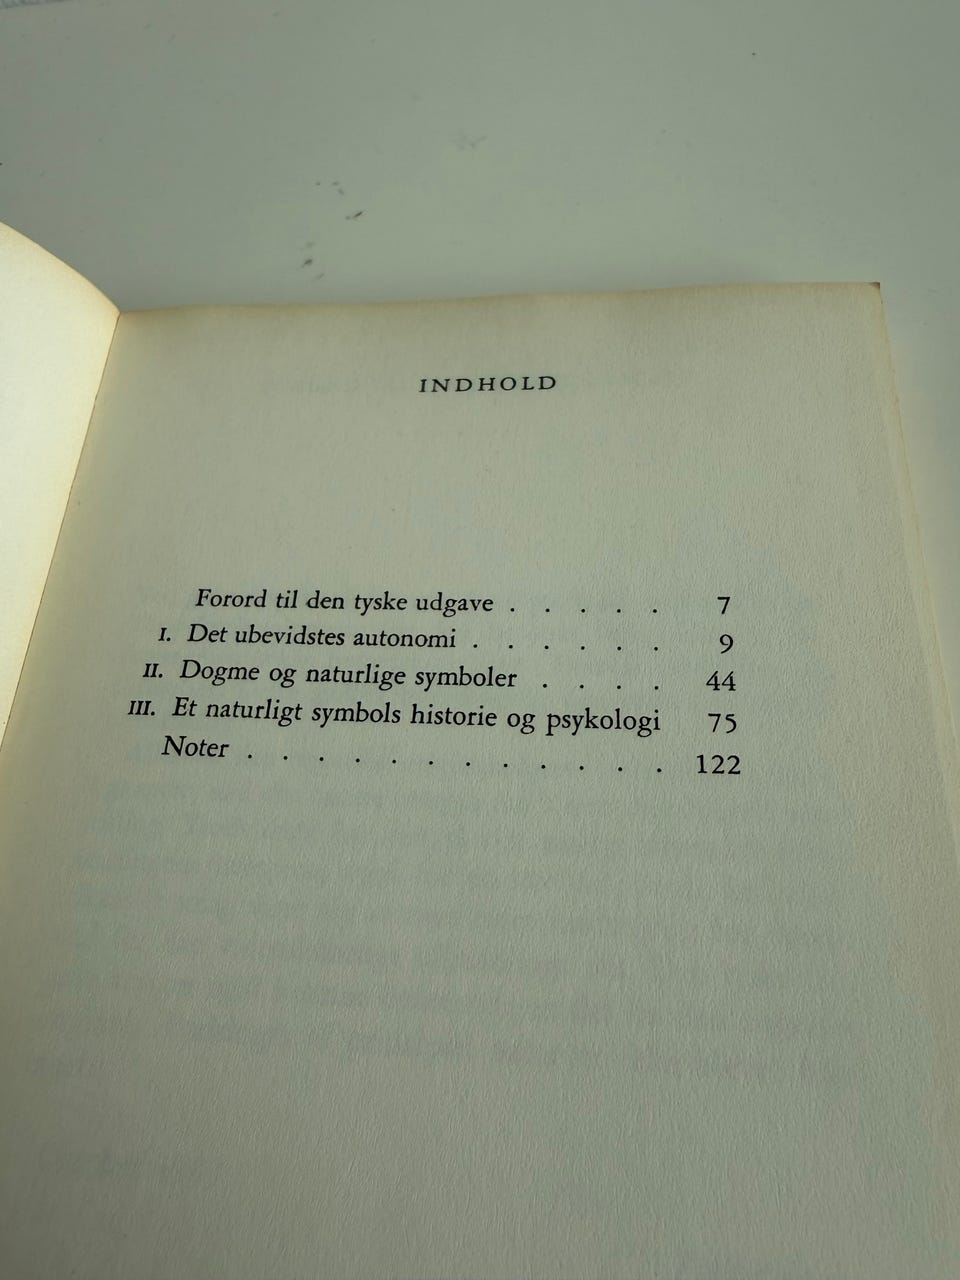 INDHOLD
Forord til den tyske udgave . . . . . 7
I. Det ubevidstes autonomi . . . . . . 9
II. Dogme og naturlige symboler . . . . 44
III. Et naturligt symbols historie og psykologi 75
Noter . . . . . . . . . . . . 122